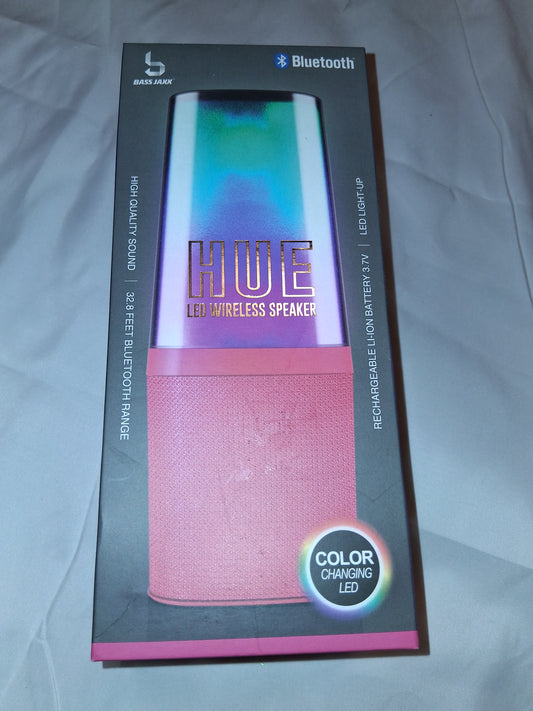 BASS JAXX
Bluetooth
HIGH QUALITY SOUND | 32.8 FEET BLUETOOTH RANGE
RECHARGEABLE LI-ION BATTERY 3.7V | LED LIGHT-UP
HUE
LED WIRELESS SPEAKER
COLOR
CHANGING
LED